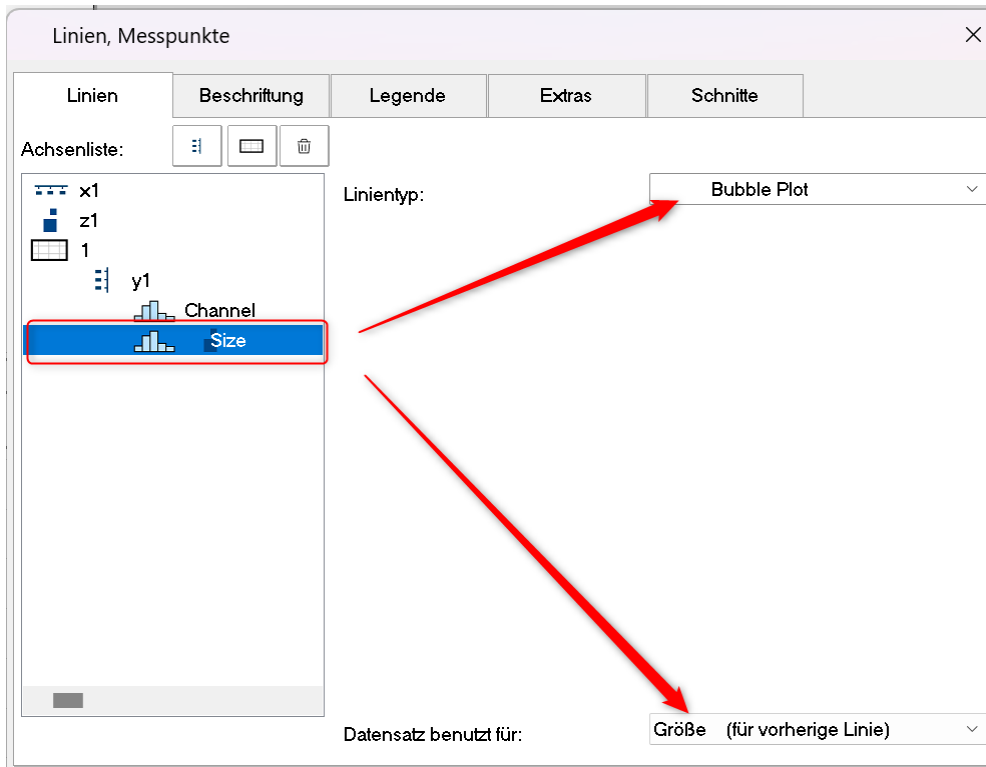 Linien, Messpunkte
Linien Beschriftung Legende Extras Schnitte
Achsenliste:
x1
z1
1
y1
Channel
Size
Linientyp: Bubble Plot
Datensatz benutzt für: Größe (für vorherige Linie)